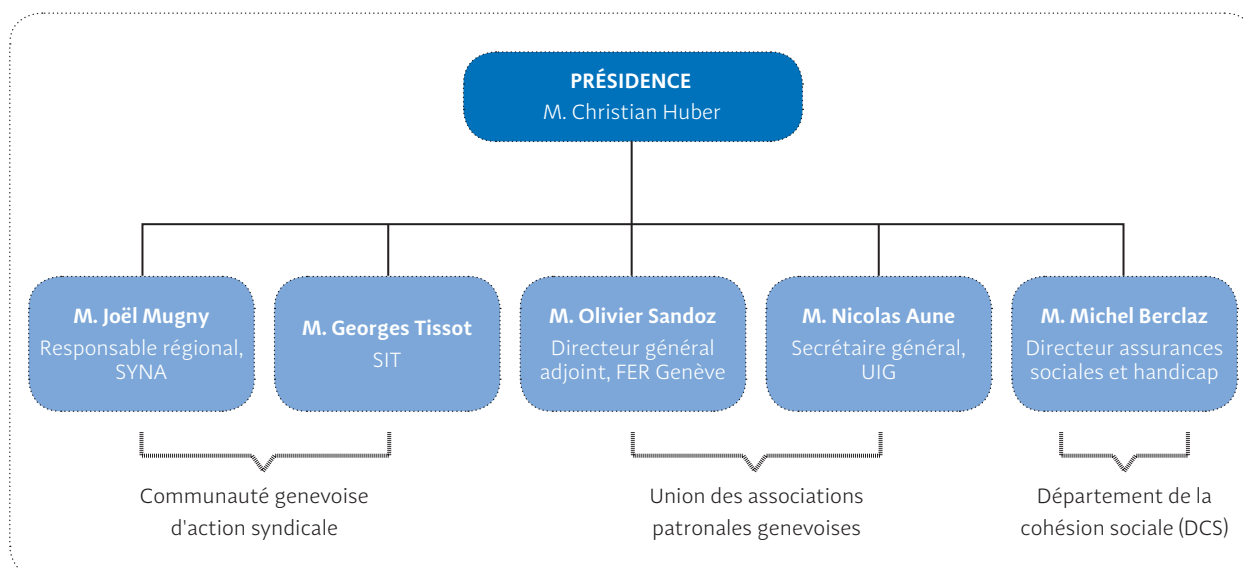 PRÉSIDENCE
M. Christian Huber
M. Joël Mugny
Responsable régional,
SYNA
M. Georges Tissot
SIT
M. Olivier Sandoz
Directeur général
adjoint, FER Genève
M. Nicolas Aune
Secrétaire général,
UIG
M. Michel Berclaz
Directeur assurances
sociales et handicap
Communauté genevoise
d'action syndicale
Union des associations
patronales genevoises
Département de la
cohésion sociale (DCS)